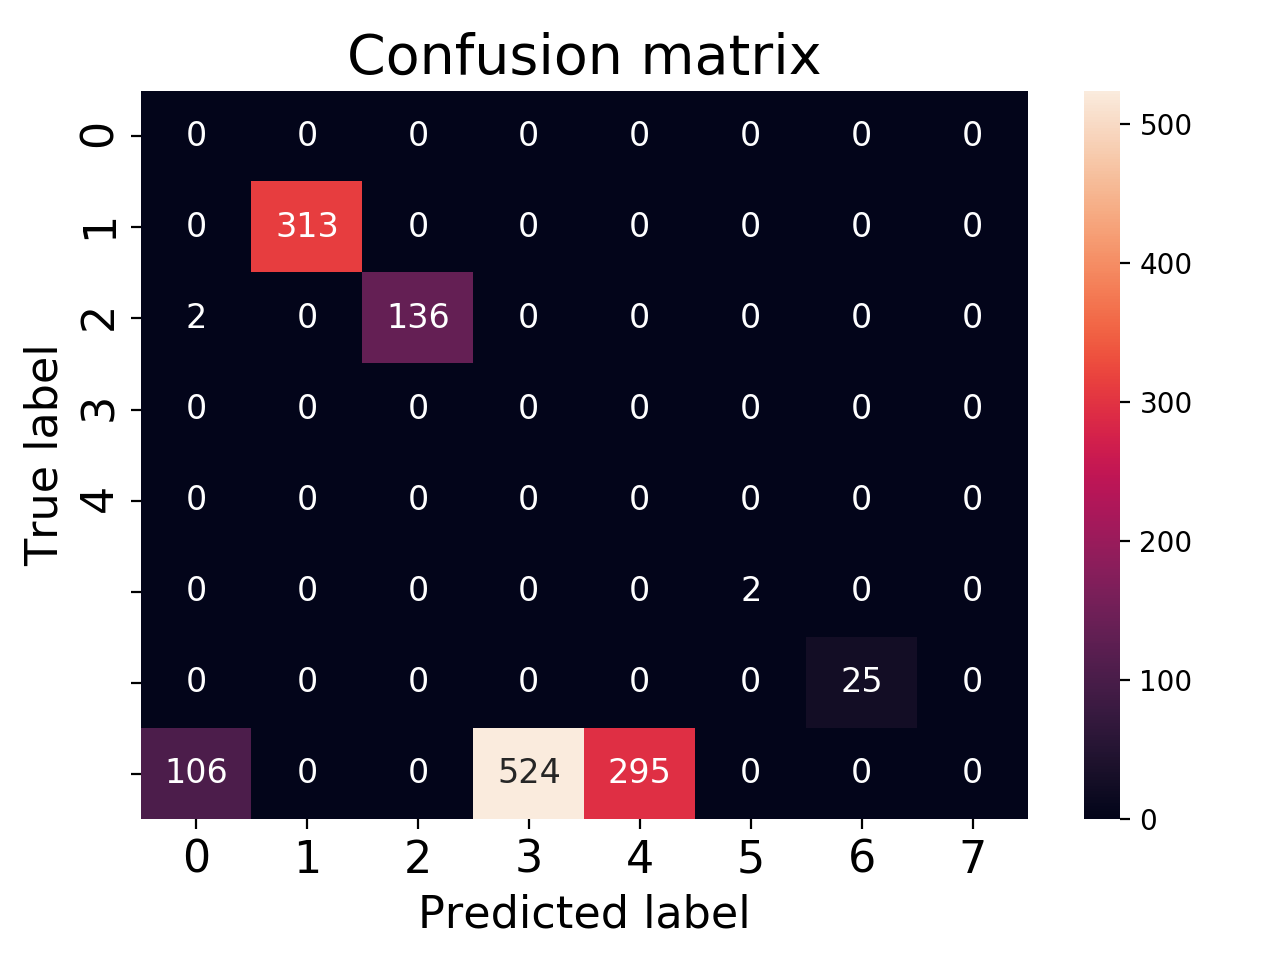 Confusion matrix
0 0 0 0 0 0 0 0 0
1 0 313 0 0 0 0 0 0
2 2 0 136 0 0 0 0 0
3 0 0 0 0 0 0 0 0
4 0 0 0 0 0 0 0 0
0 0 0 0 0 2 0 0
0 0 0 0 0 0 25 0
106 0 0 524 295 0 0 0
0 1 2 3 4 5 6 7
Predicted label
True label
500
400
300
200
100
0